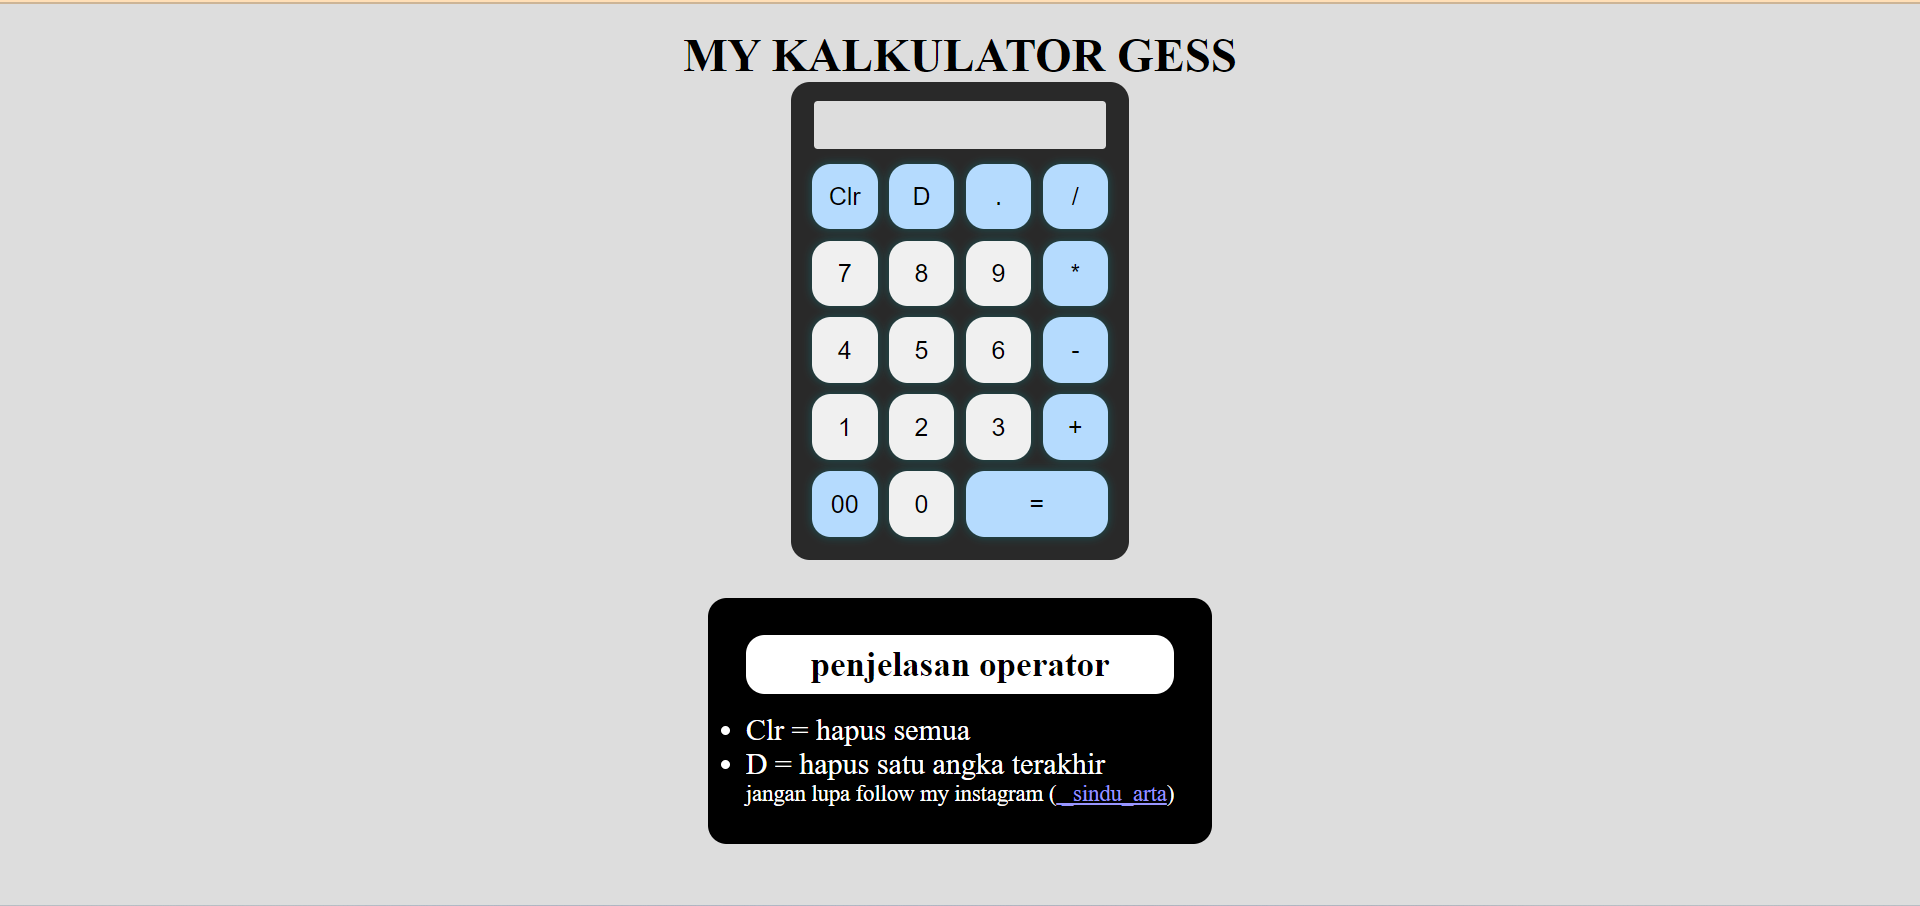 MY KALKULATOR GESS
Clr D . /
7 8 9 *
4 5 6 -
1 2 3 +
00 0 =
penjelasan operator
Clr = hapus semua
D = hapus satu angka terakhir
jangan lupa follow my instagram (_sindu_arta)